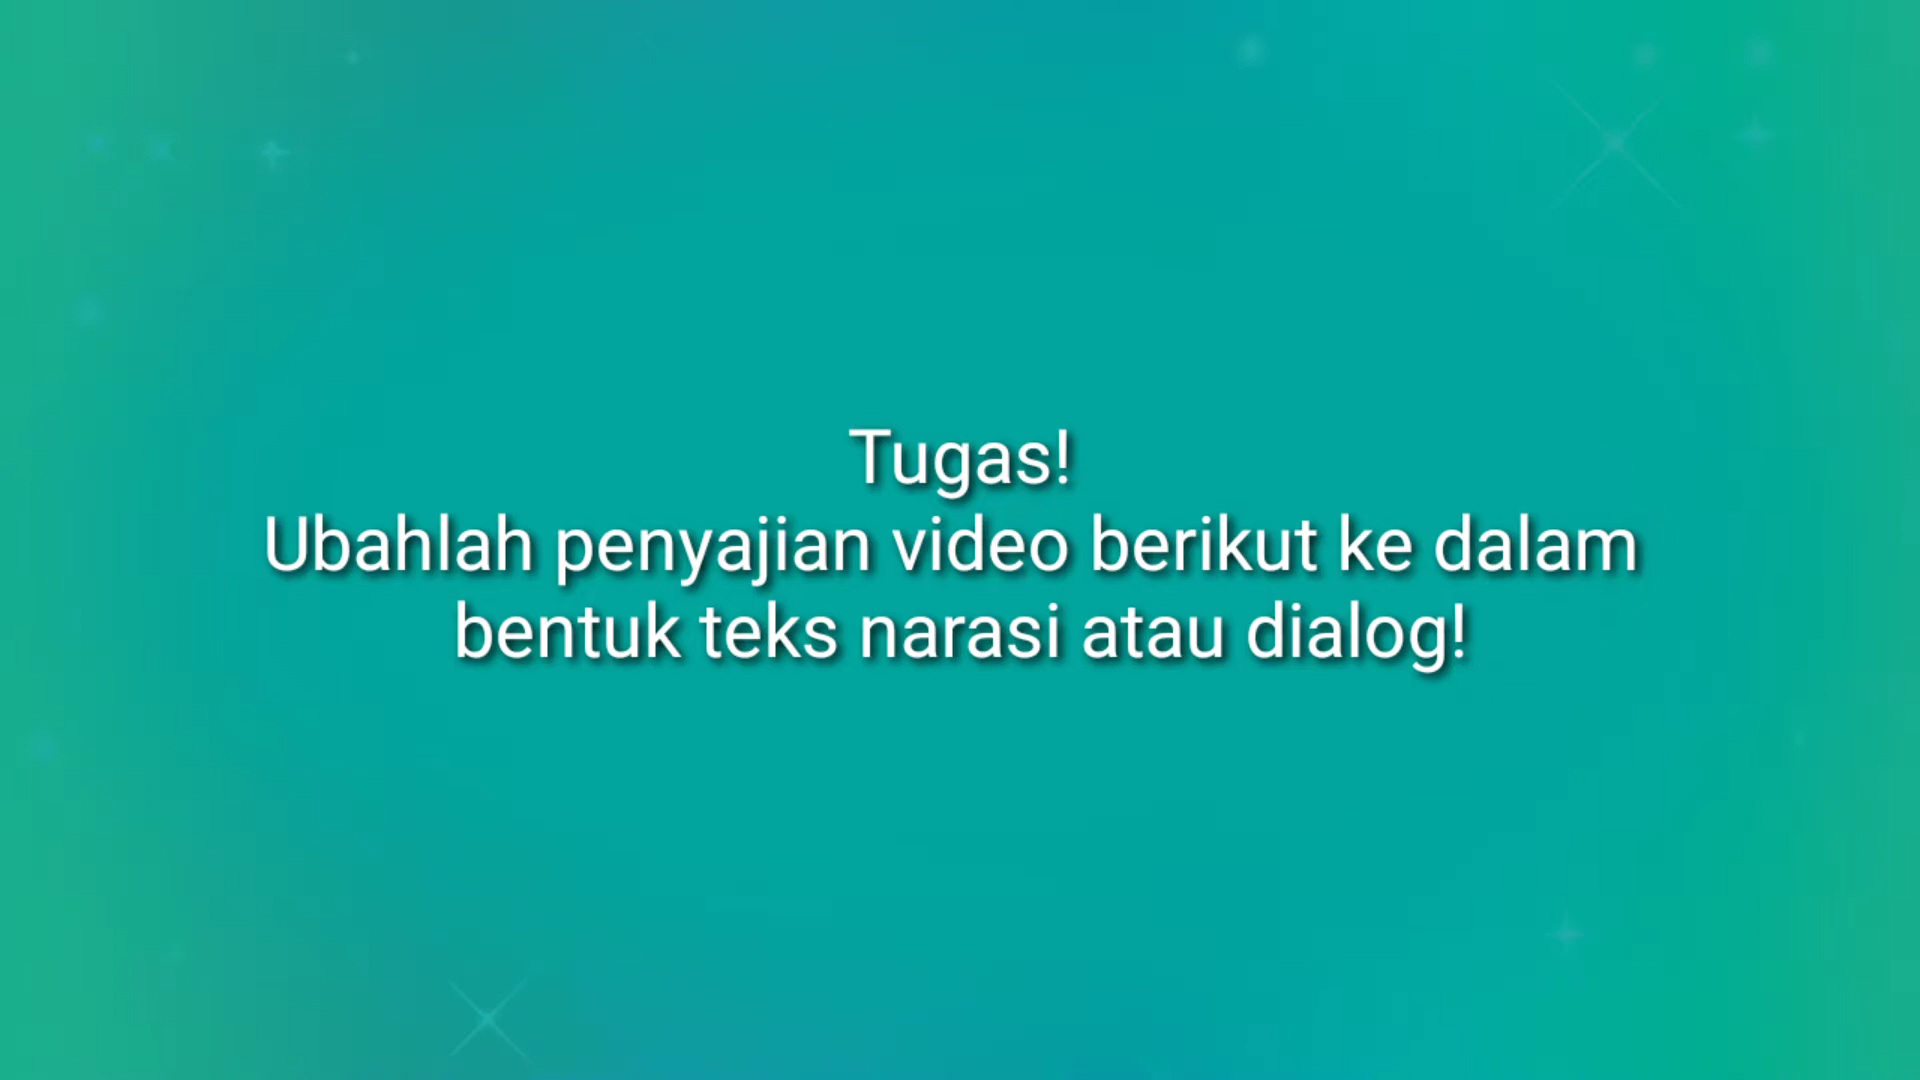 Tugas!
Ubahlah penyajian video berikut ke dalam
bentuk teks narasi atau dialog!